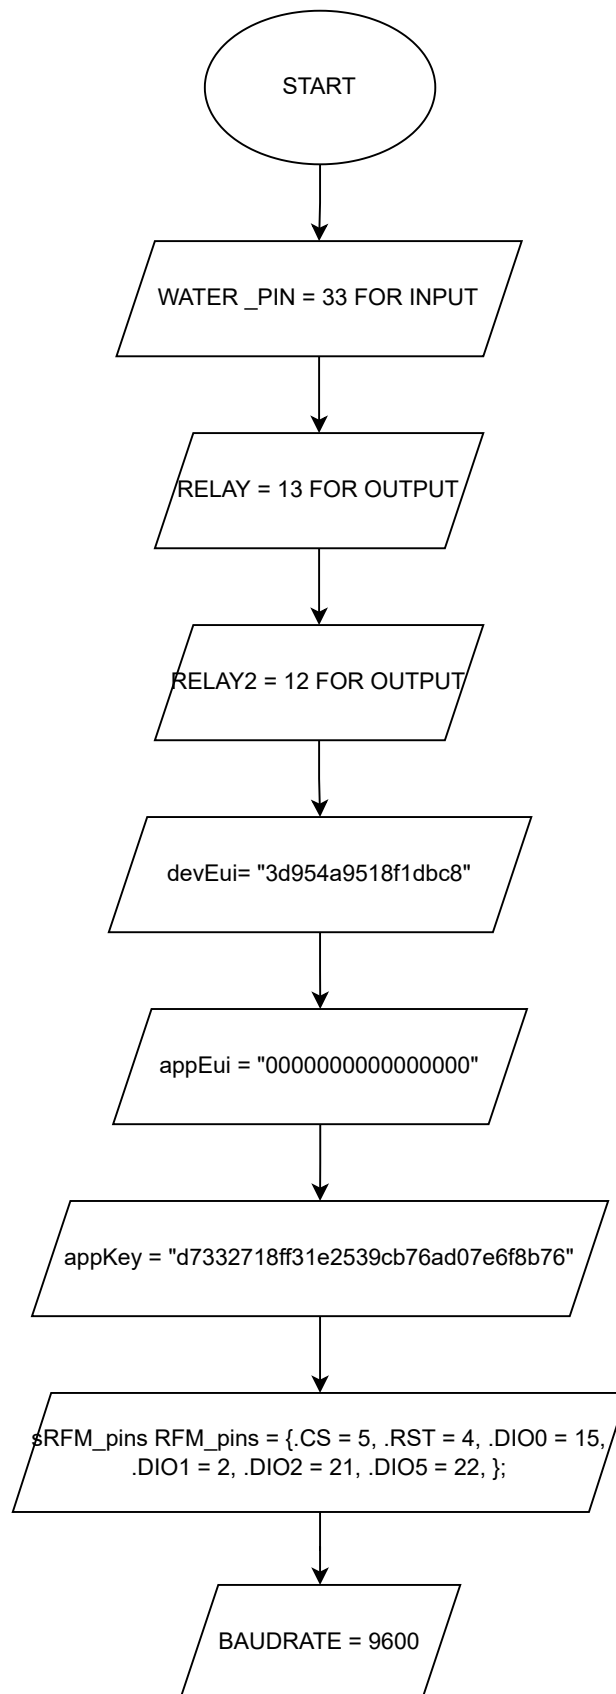 START
WATER _PIN = 33 FOR INPUT
RELAY = 13 FOR OUTPUT
RELAY2 = 12 FOR OUTPUT
devEui= "3d954a9518f1dbc8"
appEui = "0000000000000000"
appKey = "d7332718ff31e2539cb76ad07e6f8b76"
sRFM_pins RFM_pins = {.CS = 5, .RST = 4, .DIO0 = 15,
.DIO1 = 2, .DIO2 = 21, .DIO5 = 22, };
BAUDRATE = 9600